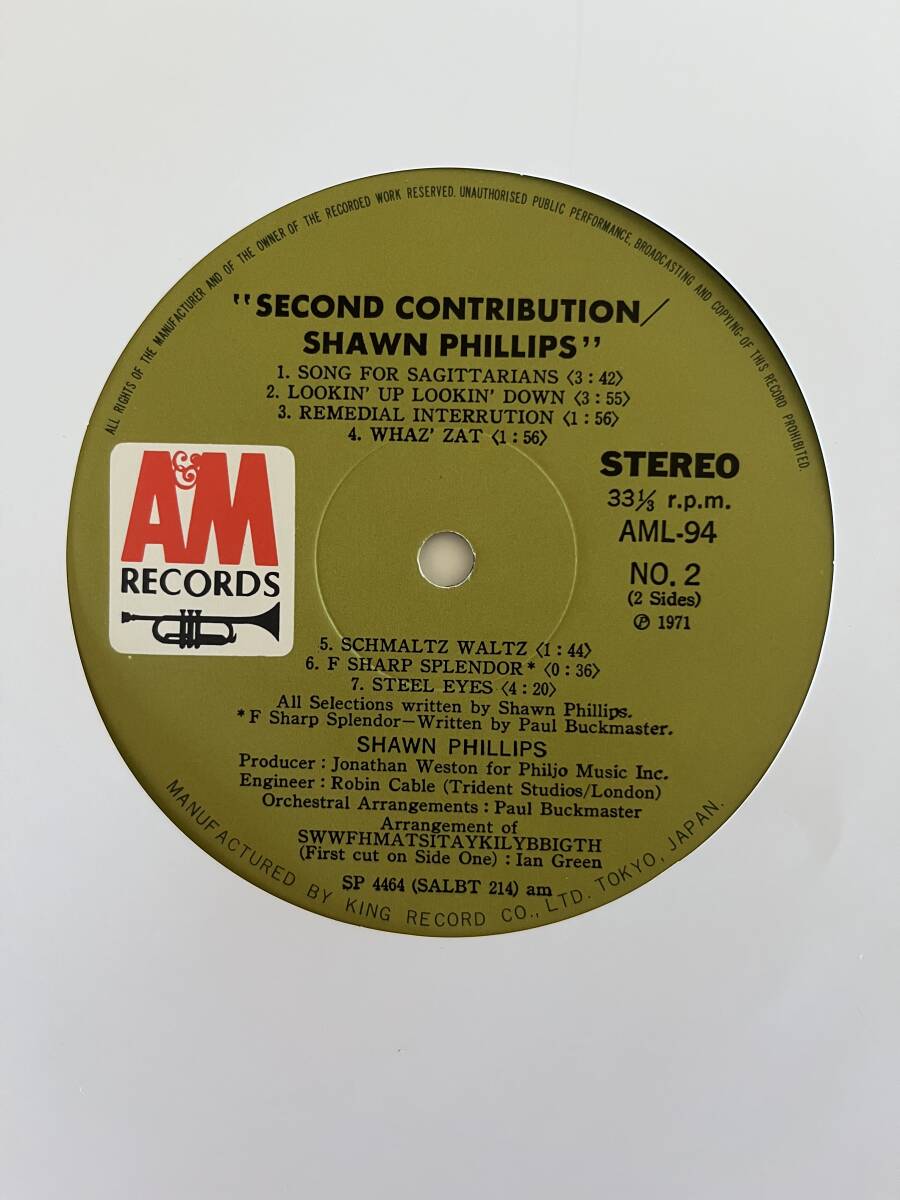 ALL RIGHTS OF THE MANUFACTURER AND OF THE OWNER OF THE RECORDED WORK RESERVED. UNAUTHORISED PUBLIC PERFORMANCE, BROADCASTING AND COPYING-OF THIS RECORD PROHIBITED.
"SECOND CONTRIBUTION/
SHAWN PHILLIPS"
1. SONG FOR SAGITTARIANS 〈3:42〉
2. LOOKIN' UP LOOKIN' DOWN 〈3:55〉
3. REMEDIAL INTERRUTION 〈1:56〉
4. WHAZ' ZAT 〈1:56〉
A&M
RECORDS
STEREO
33⅓ r.p.m.
AML-94
NO. 2
(2 Sides)
℗ 1971
5. SCHMALTZ WALTZ 〈1:44〉
6. F SHARP SPLENDOR* 〈0:36〉
7. STEEL EYES 〈4:20〉
All Selections written by Shawn Phillips.
*F Sharp Splendor—Written by Paul Buckmaster.
SHAWN PHILLIPS
Producer : Jonathan Weston for Philjo Music Inc.
Engineer : Robin Cable (Trident Studios/London)
Orchestral Arrangements : Paul Buckmaster
Arrangement of
SWWFHMATSITAYKILYBBIGTH
(First cut on Side One) : Ian Green
SP 4464 (SALBT 214) am
MANUFACTURED BY KING RECORD CO., LTD. TOKYO, JAPAN.